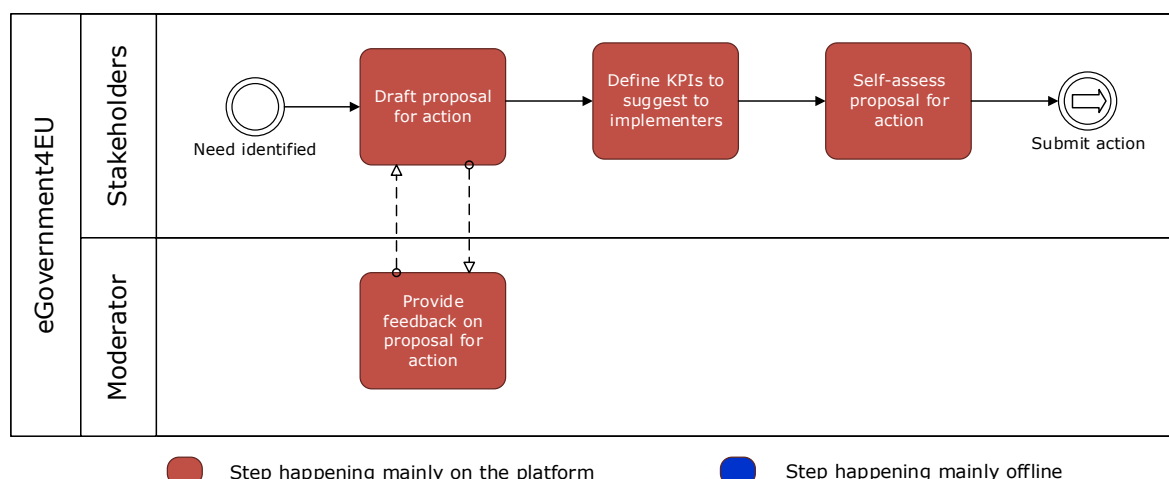 eGovernment4EU
Stakeholders
Need identified
Draft proposal
for action
Define KPIs to
suggest to
implementers
Self-assess
proposal for
action
Submit action
Moderator
Provide
feedback on
proposal for
action
Step happening mainly on the platform
Step happening mainly offline